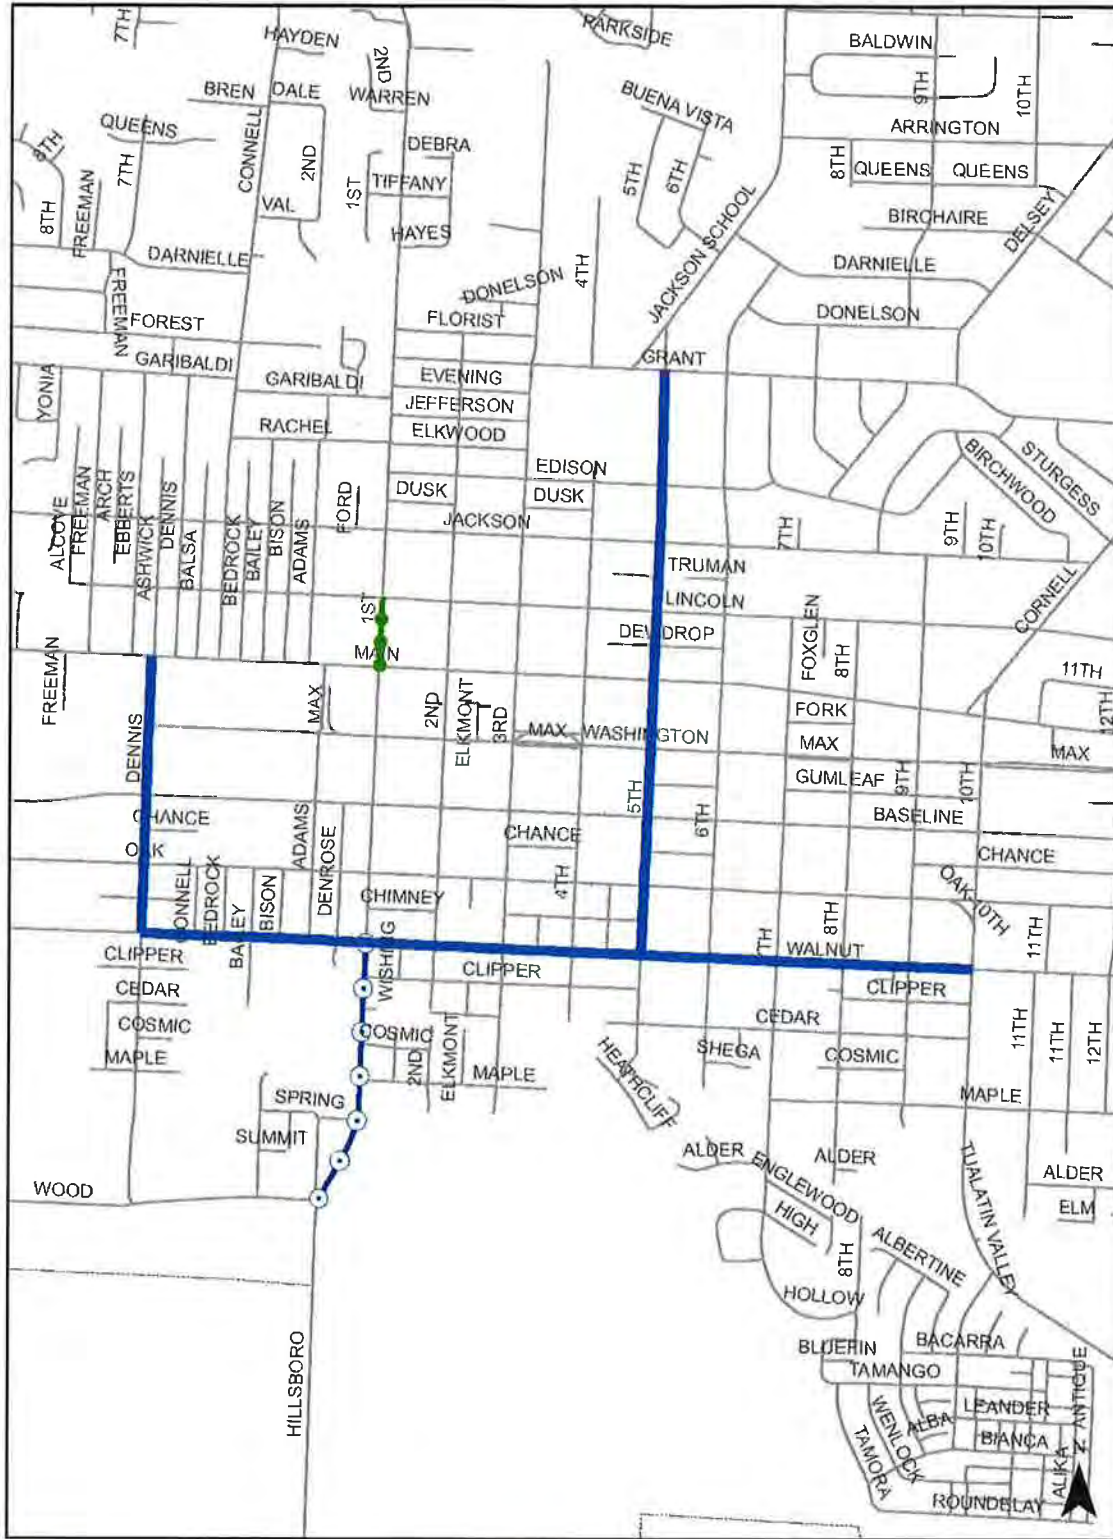 7TH
HAYDEN
2ND
PARKSIDE
BALDWIN
9TH
10TH
BREN
DALE
WARREN
BUENA VISTA
ARRINGTON
QUEENS
8TH
7TH
CONNELL
2ND
DEBRA
8TH
QUEENS
QUEENS
8TH
FREEMAN
VAL
1ST
TIFFANY
5TH
6TH
BIRCHAIRE
DELSEY
HAYES
DARNIELLE
DONELSON
4TH
JACKSON SCHOOL
DARNIELLE
FREEMAN
FOREST
FLORIST
DONELSON
GARIBALDI
GARIBALDI
EVENING
GRANT
YONIA
JEFFERSON
RACHEL
ELKWOOD
EDISON
BIRCHWOOD
STURGESS
ALCOVE
FREEMAN
ARCH
EBBERTS
ASHWICK
DENNIS
BALSA
BEDROCK
BAILEY
BISON
ADAMS
FORD
DUSK
DUSK
JACKSON
7TH
9TH
10TH
TRUMAN
LINCOLN
CORNELL
1ST
DEWDROP
FOXGLEN
8TH
MAIN
FREEMAN
11TH
12TH
MAX
2ND
ELKMONT
3RD
FORK
MAX
WASHINGTON
MAX
MAX
DENNIS
GUMLEAF
9TH
10TH
5TH
6TH
BASELINE
CHANCE
ADAMS
DENROSE
CHANCE
CHANCE
OAK
4TH
OAK-10TH
CONNELL
BEDROCK
BAILEY
BISON
CHIMNEY
WISHING
7TH
8TH
WALNUT
11TH
CLIPPER
CLIPPER
CLIPPER
CEDAR
CEDAR
COSMIC
COSMIC
2ND
ELKMONT
HEATHCLIFF
SHEGA
COSMIC
11TH
11TH
12TH
MAPLE
MAPLE
MAPLE
SPRING
SUMMIT
ALDER
ENGLEWOOD
ALDER
TUALATIN VALLEY
ALDER
WOOD
HIGH
8TH
ELM
ALBERTINE
HOLLOW
HILLSBORO
BLUEFIN
BACARRA
TAMANGO
ANTIQUE
WENLOCK
ALBA
LEANDER
TAMORA
BIANCA
ALIKA
N
ROUNDELAY